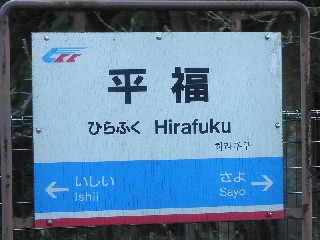 平福
ひらふく Hirafuku
히라후쿠
← いしい さよ →
Ishii Sayo